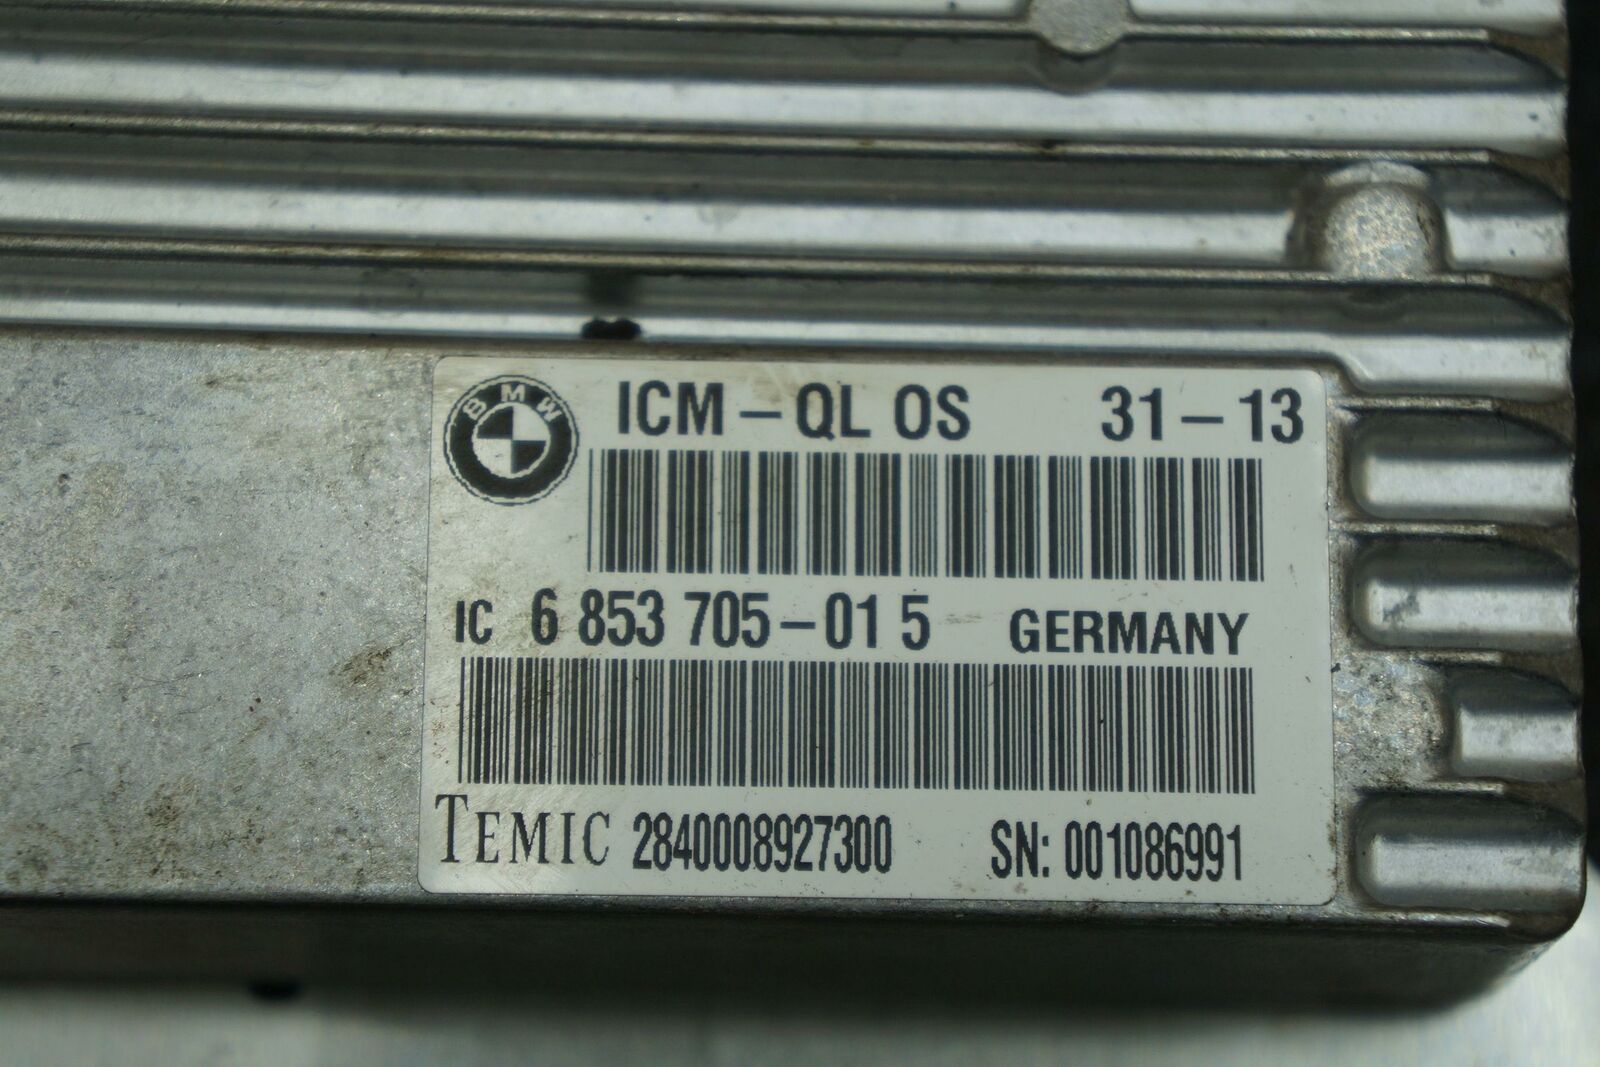 BMW
ICM - QL OS 31 - 13
IC 6 853 705 - 01 5 GERMANY
TEMIC 2840008927300 SN: 001086991